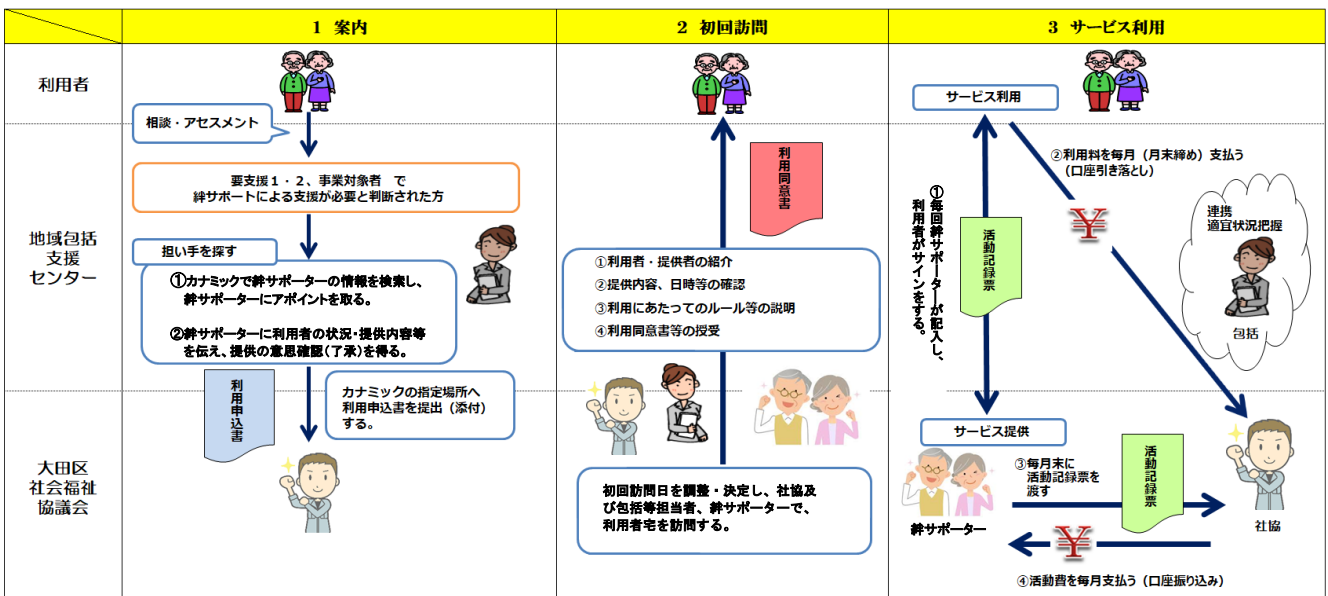 1 案内
2 初回訪問
3 サービス利用
利用者
相談・アセスメント
サービス利用
地域包括
支援
センター
要支援1・2、事業対象者 で
絆サポートによる支援が必要と判断された方
担い手を探す
①カナミックで絆サポーターの情報を検索し、
絆サポーターにアポイントを取る。
②絆サポーターに利用者の状況・提供内容等
を伝え、提供の意思確認(了承)を得る。
利用申込書
カナミックの指定場所へ
利用申込書を提出(添付)
する。
利用同意書
①利用者・提供者の紹介
②提供内容、日時等の確認
③利用にあたってのルール等の説明
④利用同意書等の授受
①毎回絆サポーターが記入し、
利用者がサインをする。
活動記録票
②利用料を毎月(月末締め)支払う
(口座引き落とし)
¥
連携
適宜状況把握
包括
大田区
社会福祉
協議会
初回訪問日を調整・決定し、社協及
び包括等担当者、絆サポーターで、
利用者宅を訪問する。
サービス提供
絆サポーター
③毎月末に
活動記録票を
渡す
活動記録票
社協
¥
④活動費を毎月支払う(口座振り込み)